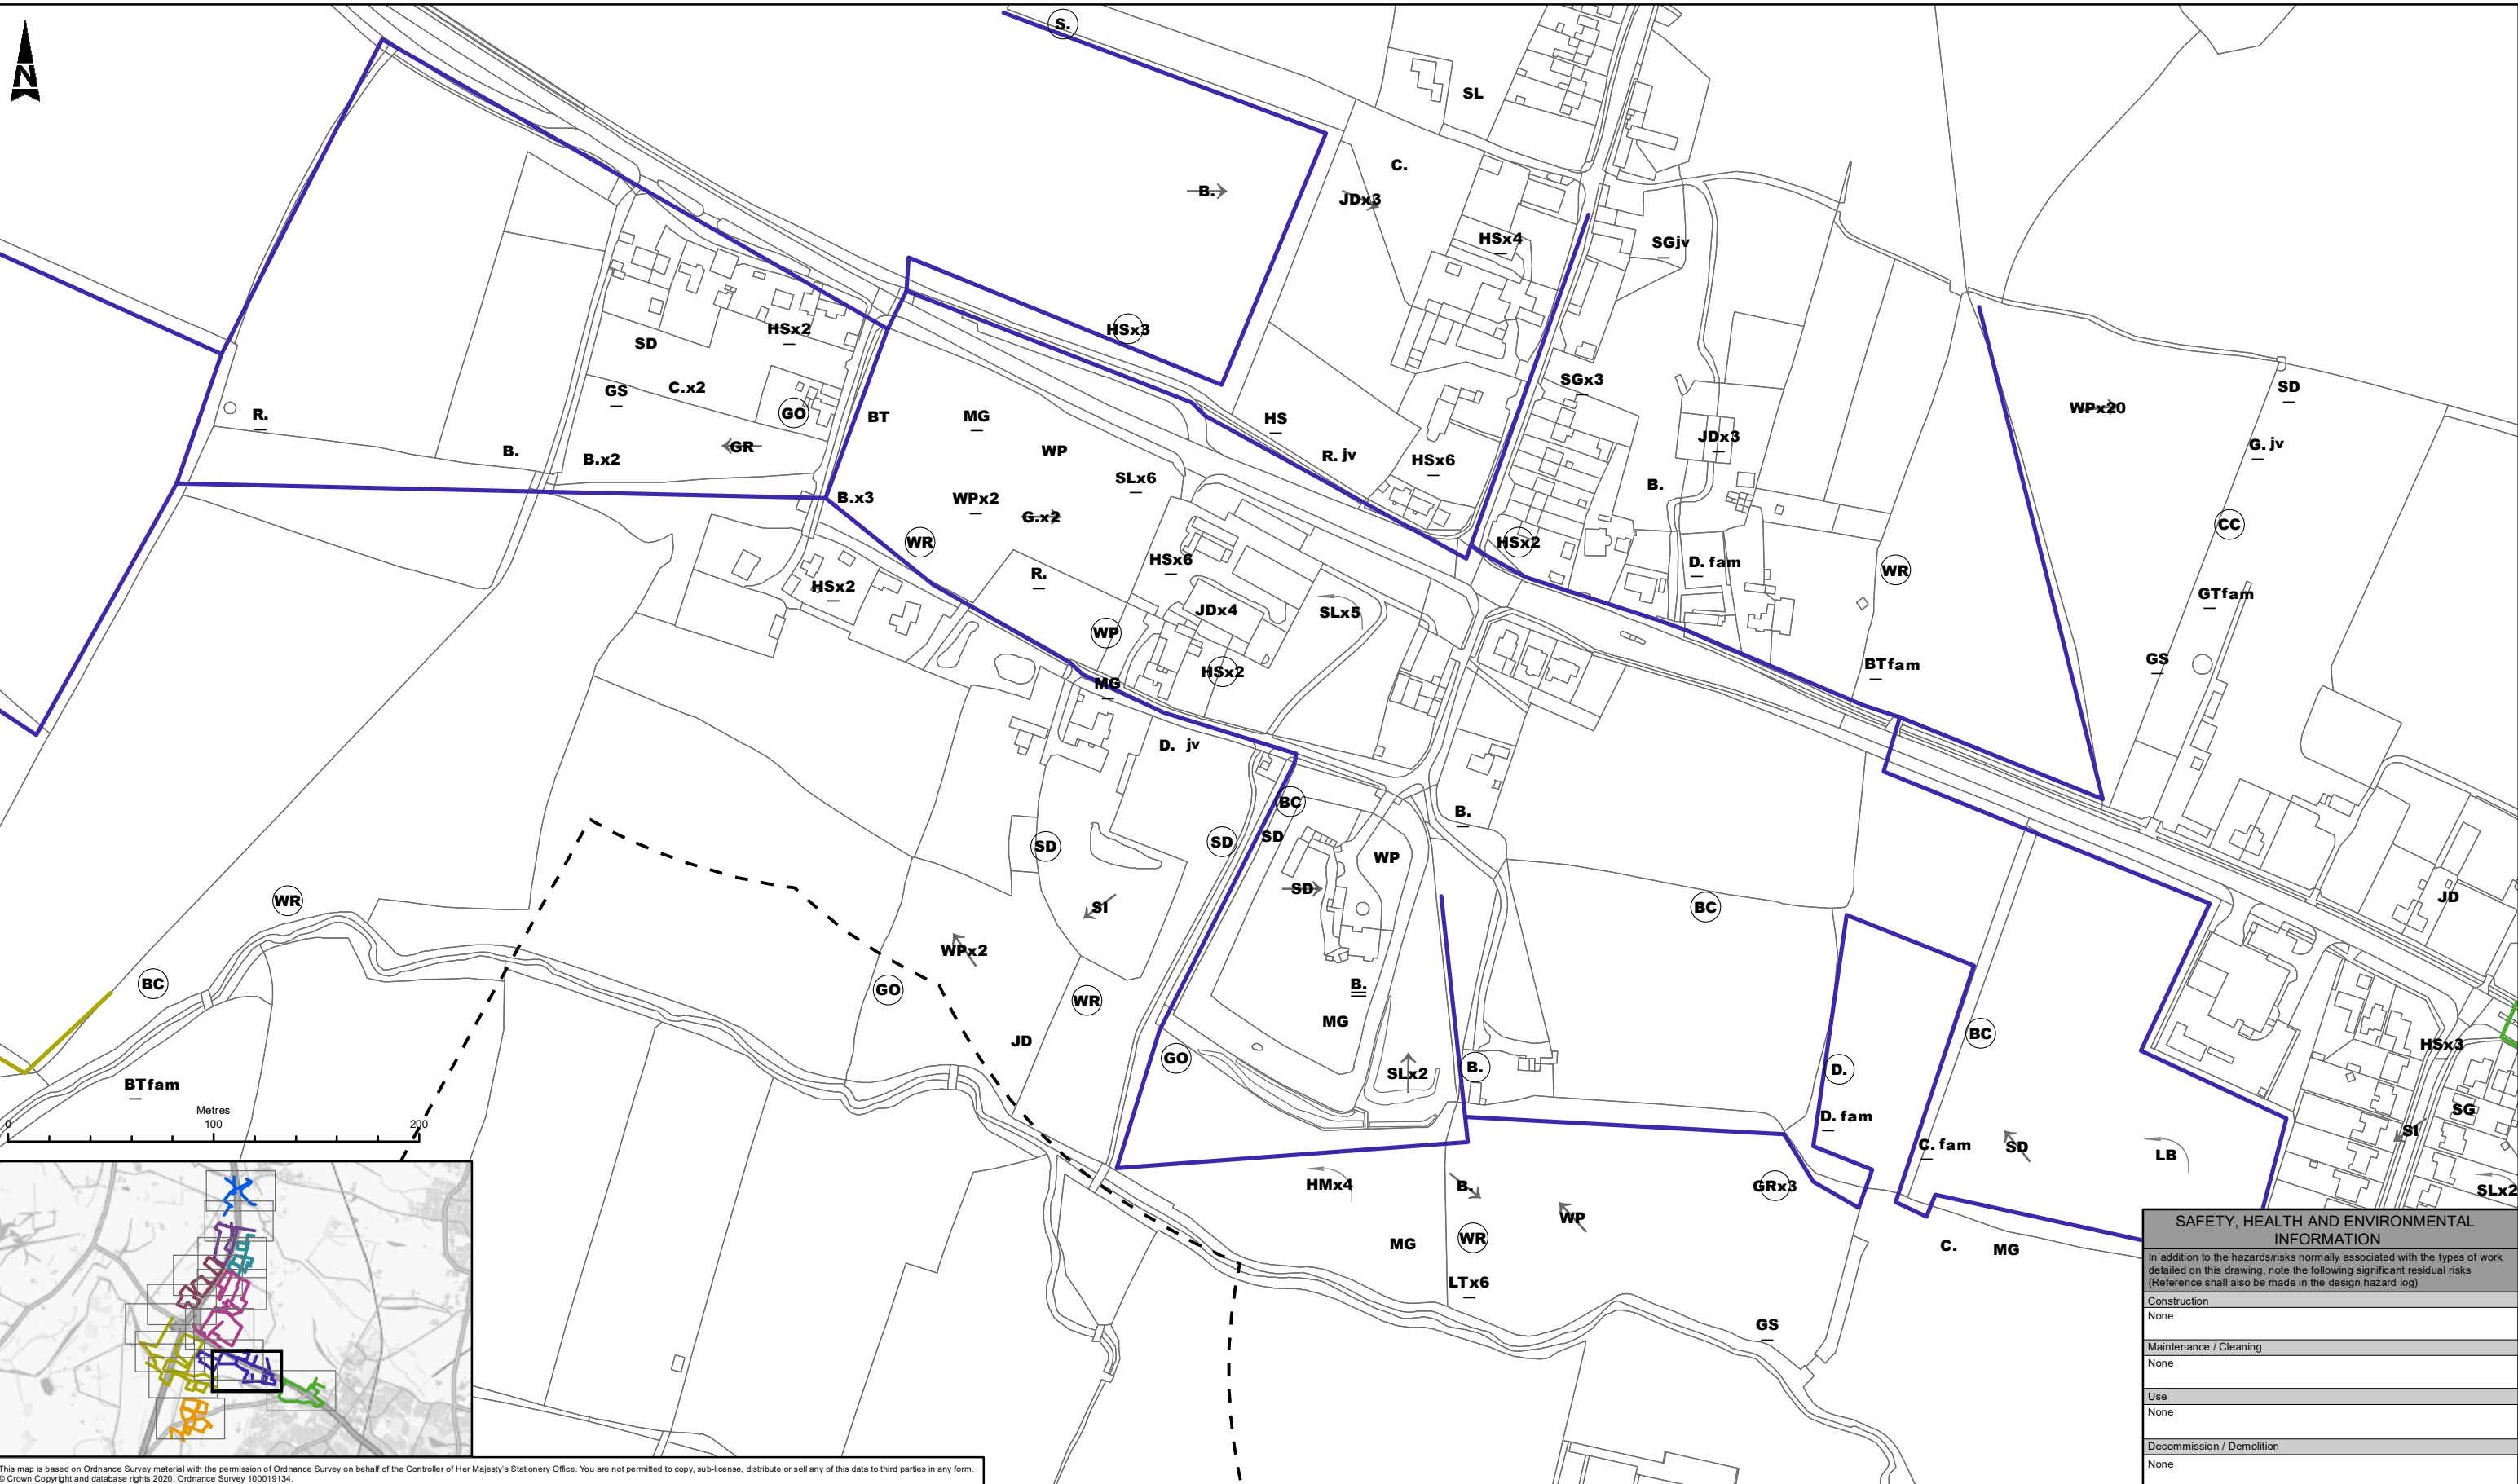 N
S.
SL
C.
B.
JDx3
HSx4
SGjv
HSx3
HSx2
SD
GS
C.x2
GO
R.
BT
MG
HS
SGx3
WPx20
SD
B.
B.x2
GR
WP
R. jv
HSx6
JDx3
G. jv
B.x3
WPx2
SLx6
G.x2
B.
WR
HSx2
CC
HSx6
D. fam
WR
R.
HSx2
JDx4
SLx5
GTfam
WP
HSx2
BTfam
GS
MG
D. jv
BC
SD
B.
SD
SD
WP
SD
JD
WR
SI
BC
WPx2
BC
GO
WR
B.
MG
JD
BC
GO
SLx2
B.
D.
HSx3
BTfam
D. fam
SG
Metres
0 100 200
C. fam
SD
LB
SI
HMx4
B.
GRx3
SLx2
WP
MG
WR
C.
MG
LTx6
GS
SAFETY, HEALTH AND ENVIRONMENTAL
INFORMATION
In addition to the hazards/risks normally associated with the types of work
detailed on this drawing, note the following significant residual risks
(Reference shall also be made in the design hazard log)
Construction
None
Maintenance / Cleaning
None
Use
None
Decommission / Demolition
None
This map is based on Ordnance Survey material with the permission of Ordnance Survey on behalf of the Controller of Her Majesty's Stationery Office. You are not permitted to copy, sub-license, distribute or sell any of this data to third parties in any form.
© Crown Copyright and database rights 2020, Ordnance Survey 100019134.